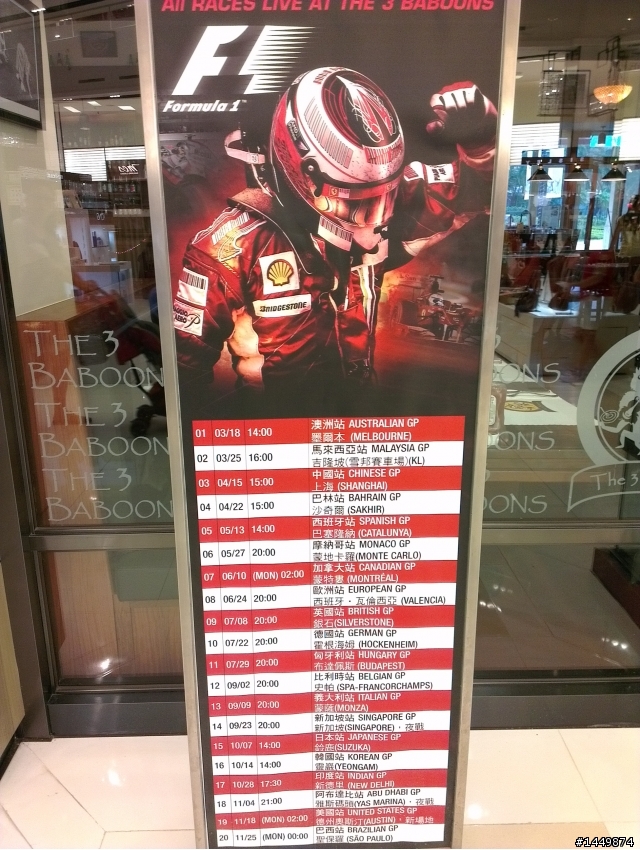 All RACES LIVE AT THE 3 BABOONS
F1
Formula 1™
BRIDGESTONE
THE 3
BABOON
THE 3
BABOON
THE 3
BABOON
The 3
01 03/18 14:00 澳洲站 AUSTRALIAN GP
墨爾本 (MELBOURNE)
02 03/25 16:00 馬來西亞站 MALAYSIA GP
吉隆坡(雪邦賽車場)(KL)
03 04/15 15:00 中國站 CHINESE GP
上海 (SHANGHAI)
04 04/22 15:00 巴林站 BAHRAIN GP
沙奇爾 (SAKHIR)
05 05/13 14:00 西班牙站 SPANISH GP
巴塞隆納 (CATALUNYA)
06 05/27 20:00 摩納哥站 MONACO GP
蒙地卡羅(MONTE CARLO)
07 06/10 (MON) 02:00 加拿大站 CANADIAN GP
蒙特婁 (MONTRÉAL)
08 06/24 20:00 歐洲站 EUROPEAN GP
西班牙,瓦倫西亞 (VALENCIA)
09 07/08 20:00 英國站 BRITISH GP
銀石(SILVERSTONE)
10 07/22 20:00 德國站 GERMAN GP
霍根海姆 (HOCKENHEIM)
11 07/29 20:00 匈牙利站 HUNGARY GP
布達佩斯 (BUDAPEST)
12 09/02 20:00 比利時站 BELGIAN GP
史帕 (SPA-FRANCORCHAMPS)
13 09/09 20:00 義大利站 ITALIAN GP
蒙薩(MONZA)
14 09/23 20:00 新加坡站 SINGAPORE GP
新加坡(SINGAPORE),夜戰
15 10/07 14:00 日本站 JAPANESE GP
鈴鹿(SUZUKA)
16 10/14 14:00 韓國站 KOREAN GP
靈巖(YEONGAM)
17 10/28 17:30 印度站 INDIAN GP
新德里 (NEW DELHI)
18 11/04 21:00 阿布達比站 ABU DHABI GP
雅斯碼頭(YAS MARINA),夜戰
19 11/18 (MON) 02:00 美國站 UNITED STATES GP
德州奧斯汀(AUSTIN),新場地
20 11/25 (MON) 00:00 巴西站 BRAZILIAN GP
聖保羅 (SÃO PAULO)
#1449874